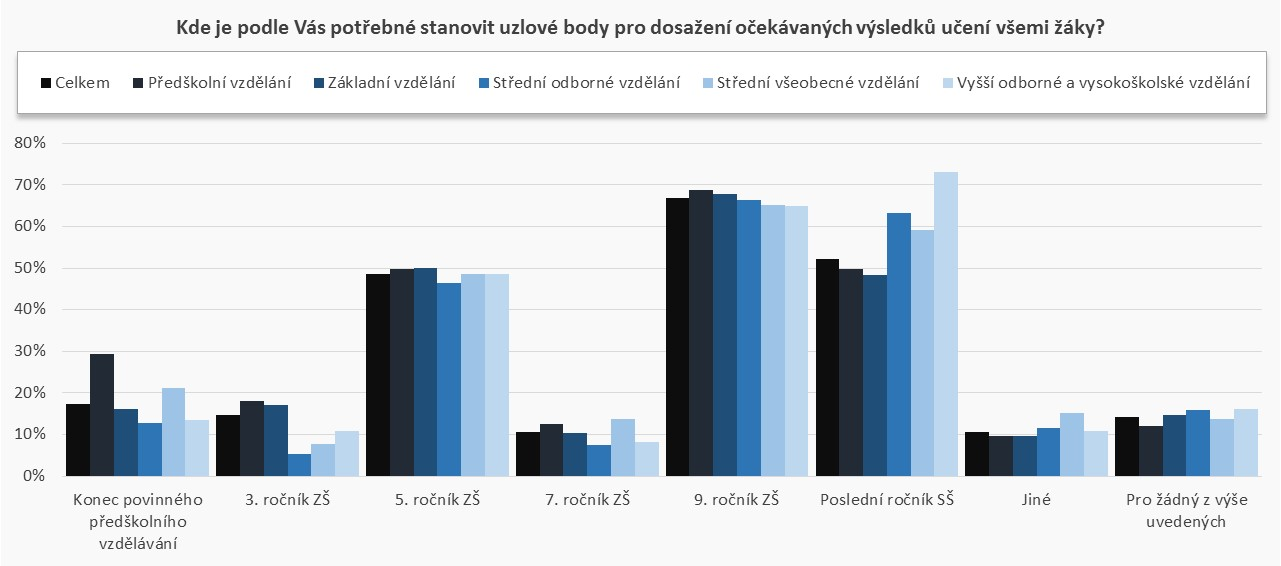 Kde je podle Vás potřebné stanovit uzlové body pro dosažení očekávaných výsledků učení všemi žáky?
Celkem Předškolní vzdělání Základní vzdělání Střední odborné vzdělání Střední všeobecné vzdělání Vyšší odborné a vysokoškolské vzdělání
80%
70%
60%
50%
40%
30%
20%
10%
0%
Konec povinného
předškolního
vzdělávání
3. ročník ZŠ
5. ročník ZŠ
7. ročník ZŠ
9. ročník ZŠ
Poslední ročník SŠ
Jiné
Pro žádný z výše
uvedených